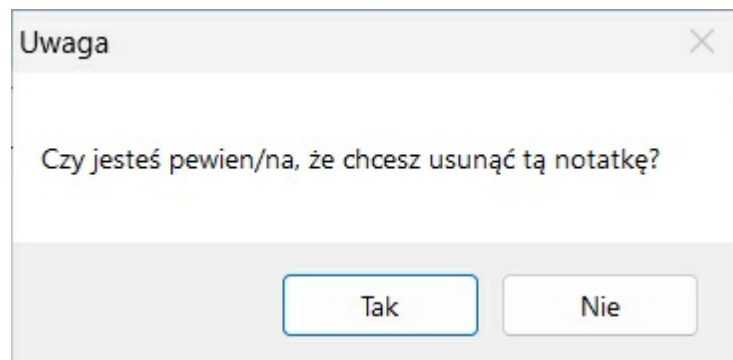 Uwaga
Czy jesteś pewien/na, że chcesz usunąć tą notatkę?
Tak
Nie